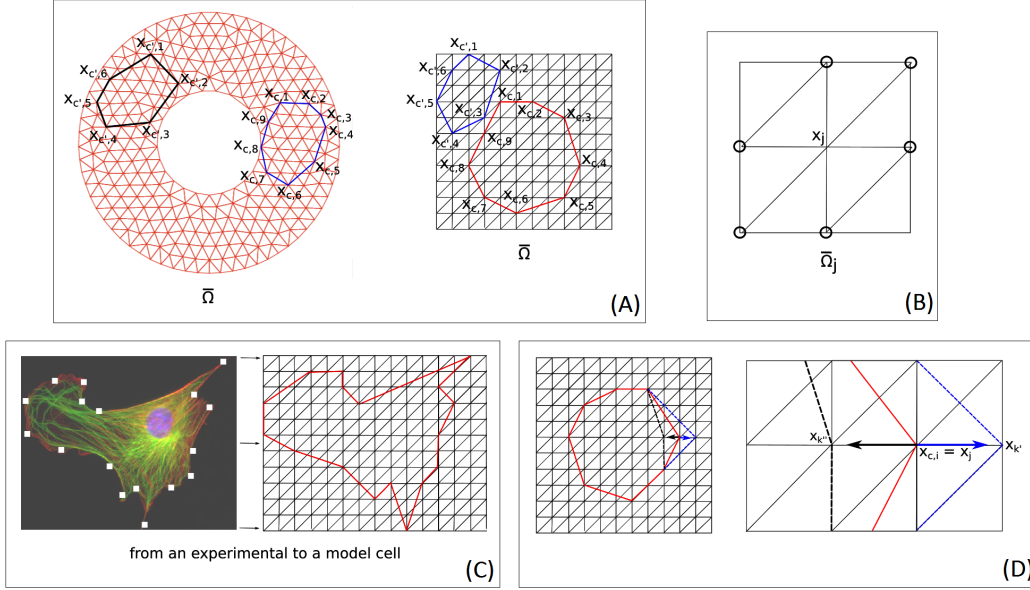 x_{c',1}
x_{c',6}
x_{c',2}
x_{c',5}
x_{c',4}
x_{c',3}
x_{c,1}
x_{c,2}
x_{c,3}
x_{c,9}
x_{c,4}
x_{c,8}
x_{c,5}
x_{c,7}
x_{c,6}
Ω̅
x_{c',1}
x_{c',6}
x_{c',2}
x_{c',5}
x_{c,1}
x_{c',3}
x_{c,2}
x_{c,3}
x_{c',4}
x_{c,9}
x_{c,8}
x_{c,4}
x_{c,7}
x_{c,6}
x_{c,5}
Ω̅
(A)
x_j
Ω̅_j
(B)
from an experimental to a model cell
(C)
x_{k''}
x_{c,i} = x_j
x_{k'}
(D)